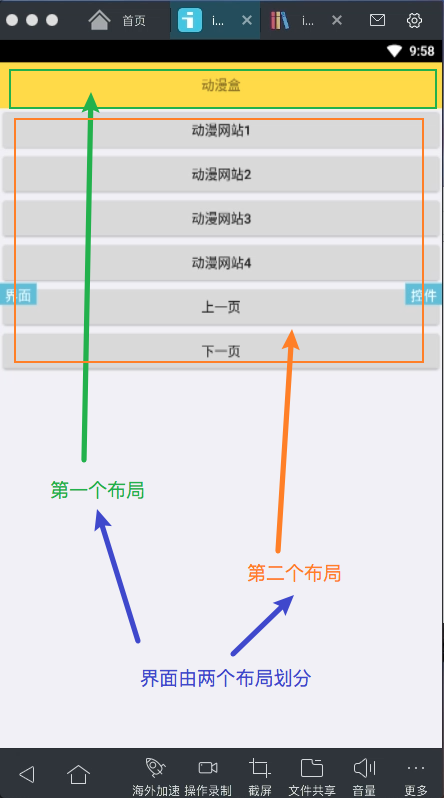 首页
i...
i...
9:58
动漫盒
动漫网站1
动漫网站2
动漫网站3
动漫网站4
界面
控件
上一页
下一页
第一个布局
第二个布局
界面由两个布局划分
海外加速 操作录制 截屏 文件共享 音量 更多